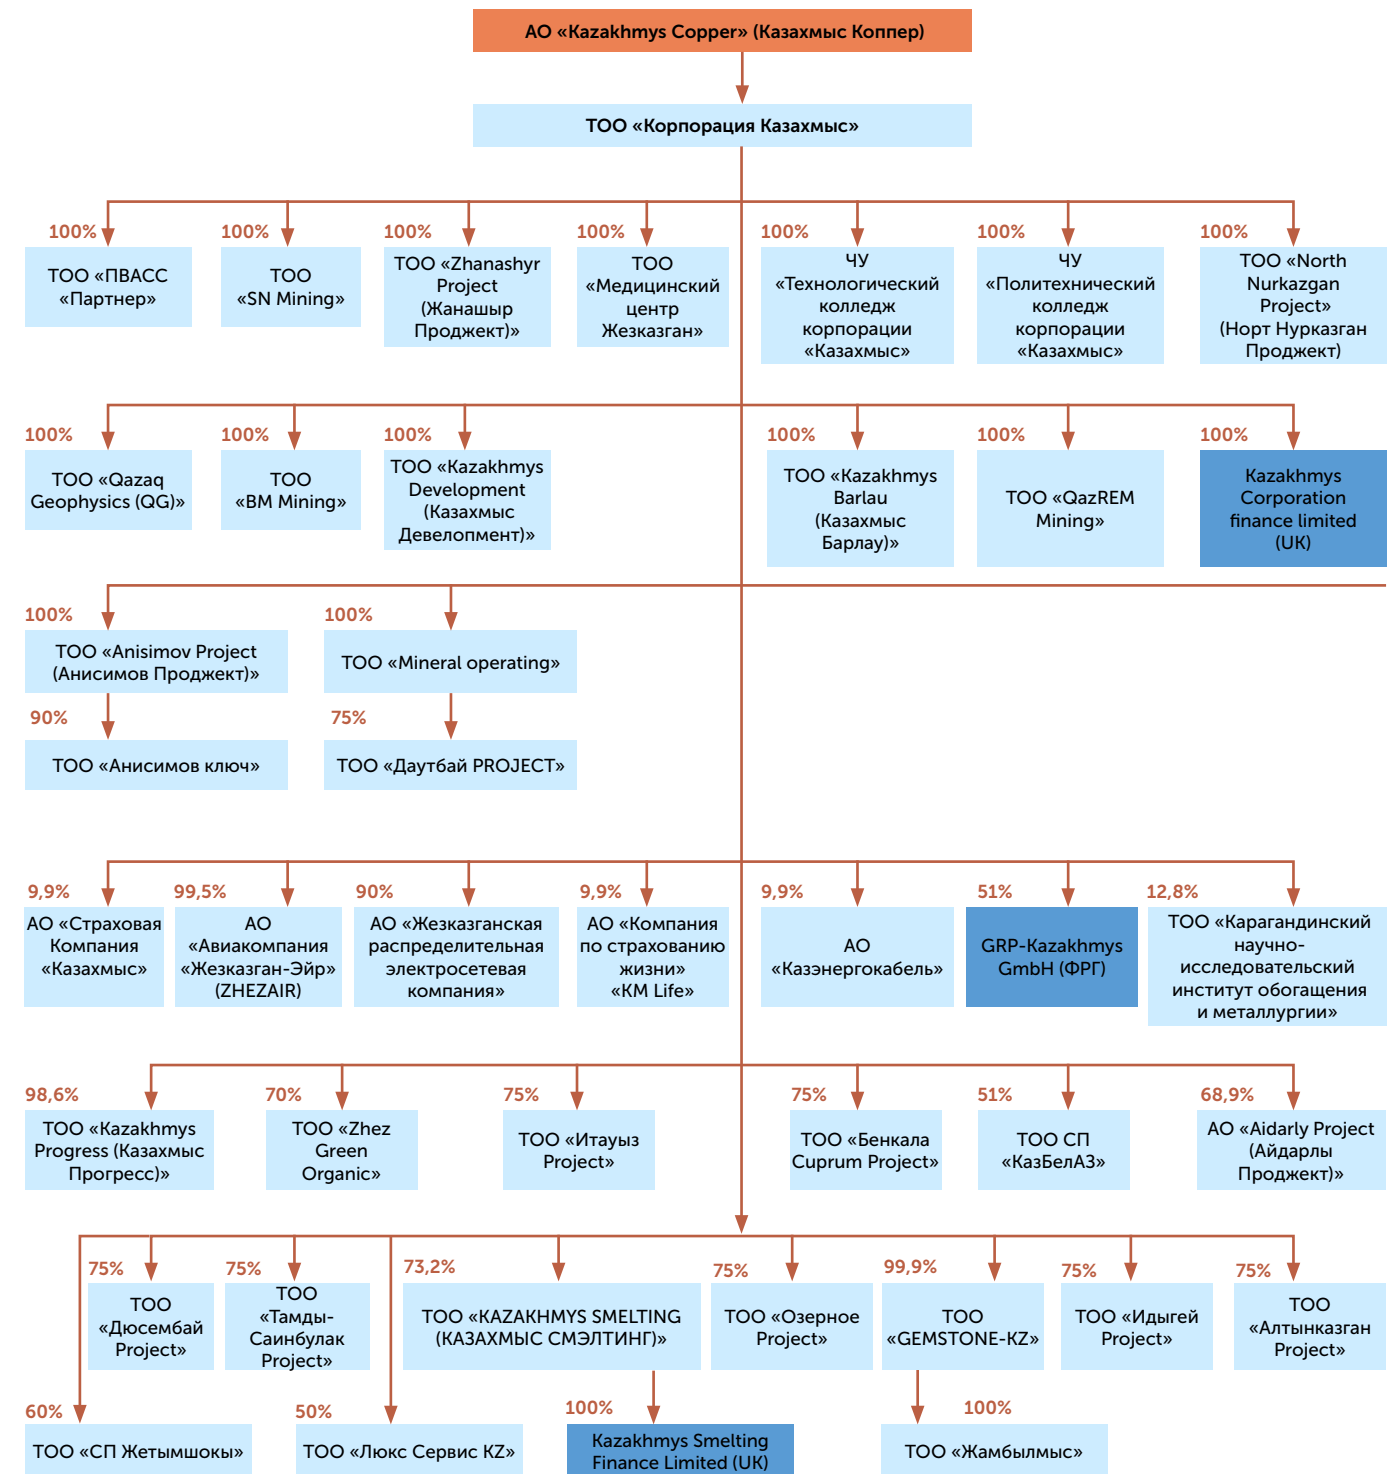 АО «Kazakhmys Copper» (Казахмыс Коппер)
ТОО «Корпорация Казахмыс»
100%
ТОО «ПВАСС
«Партнер»
100%
ТОО
«SN Mining»
100%
ТОО «Zhanashyr
Project
(Жанашыр
Проджект)»
100%
ТОО
«Медицинский
центр
Жезказган»
100%
ЧУ
«Технологический
колледж
корпорации
«Казахмыс»
100%
ЧУ
«Политехнический
колледж
корпорации
«Казахмыс»
100%
ТОО «North
Nurkazgan
Project»
(Норт Нурказган
Проджект)
100%
ТОО «Qazaq
Geophysics (QG)»
100%
ТОО
«BM Mining»
100%
ТОО «Kazakhmys
Development
(Казахмыс
Девелопмент)»
100%
ТОО «Kazakhmys
Barlau
(Казахмыс
Барлау)»
100%
ТОО «QazREM
Mining»
100%
Kazakhmys
Corporation
finance limited
(UK)
100%
ТОО «Anisimov Project
(Анисимов Проджект)»
100%
ТОО «Mineral operating»
90%
ТОО «Анисимов ключ»
75%
ТОО «Даутбай PROJECT»
9,9%
АО «Страховая
Компания
«Казахмыс»
99,5%
АО
«Авиакомпания
«Жезказган-Эйр»
(ZHEZAIR)
90%
АО «Жезказганская
распределительная
электросетевая
компания»
9,9%
АО «Компания
по страхованию
жизни»
«KM Life»
9,9%
АО
«Казэнергокабель»
51%
GRP-Kazakhmys
GmbH (ФРГ)
12,8%
ТОО «Карагандинский
научно-
исследовательский
институт обогащения
и металлургии»
98,6%
ТОО «Kazakhmys
Progress (Казахмыс
Прогресс)»
70%
ТОО «Zhez
Green
Organic»
75%
ТОО «Итауыз
Project»
75%
ТОО «Бенкала
Cuprum Project»
51%
ТОО СП
«КазБелАЗ»
68,9%
АО «Aidarly Project
(Айдарлы
Проджект)»
75%
ТОО
«Дюсембай
Project»
75%
ТОО
«Тамды-
Саинбулак
Project»
73,2%
ТОО «KAZAKHMYS SMELTING
(КАЗАХМЫС СМЭЛТИНГ)»
75%
ТОО «Озерное
Project»
99,9%
ТОО
«GEMSTONE-KZ»
75%
ТОО «Идыгей
Project»
75%
ТОО
«Алтынказган
Project»
60%
ТОО «СП Жетымшокы»
50%
ТОО «Люкс Сервис KZ»
100%
Kazakhmys Smelting
Finance Limited (UK)
100%
ТОО «Жамбылмыс»